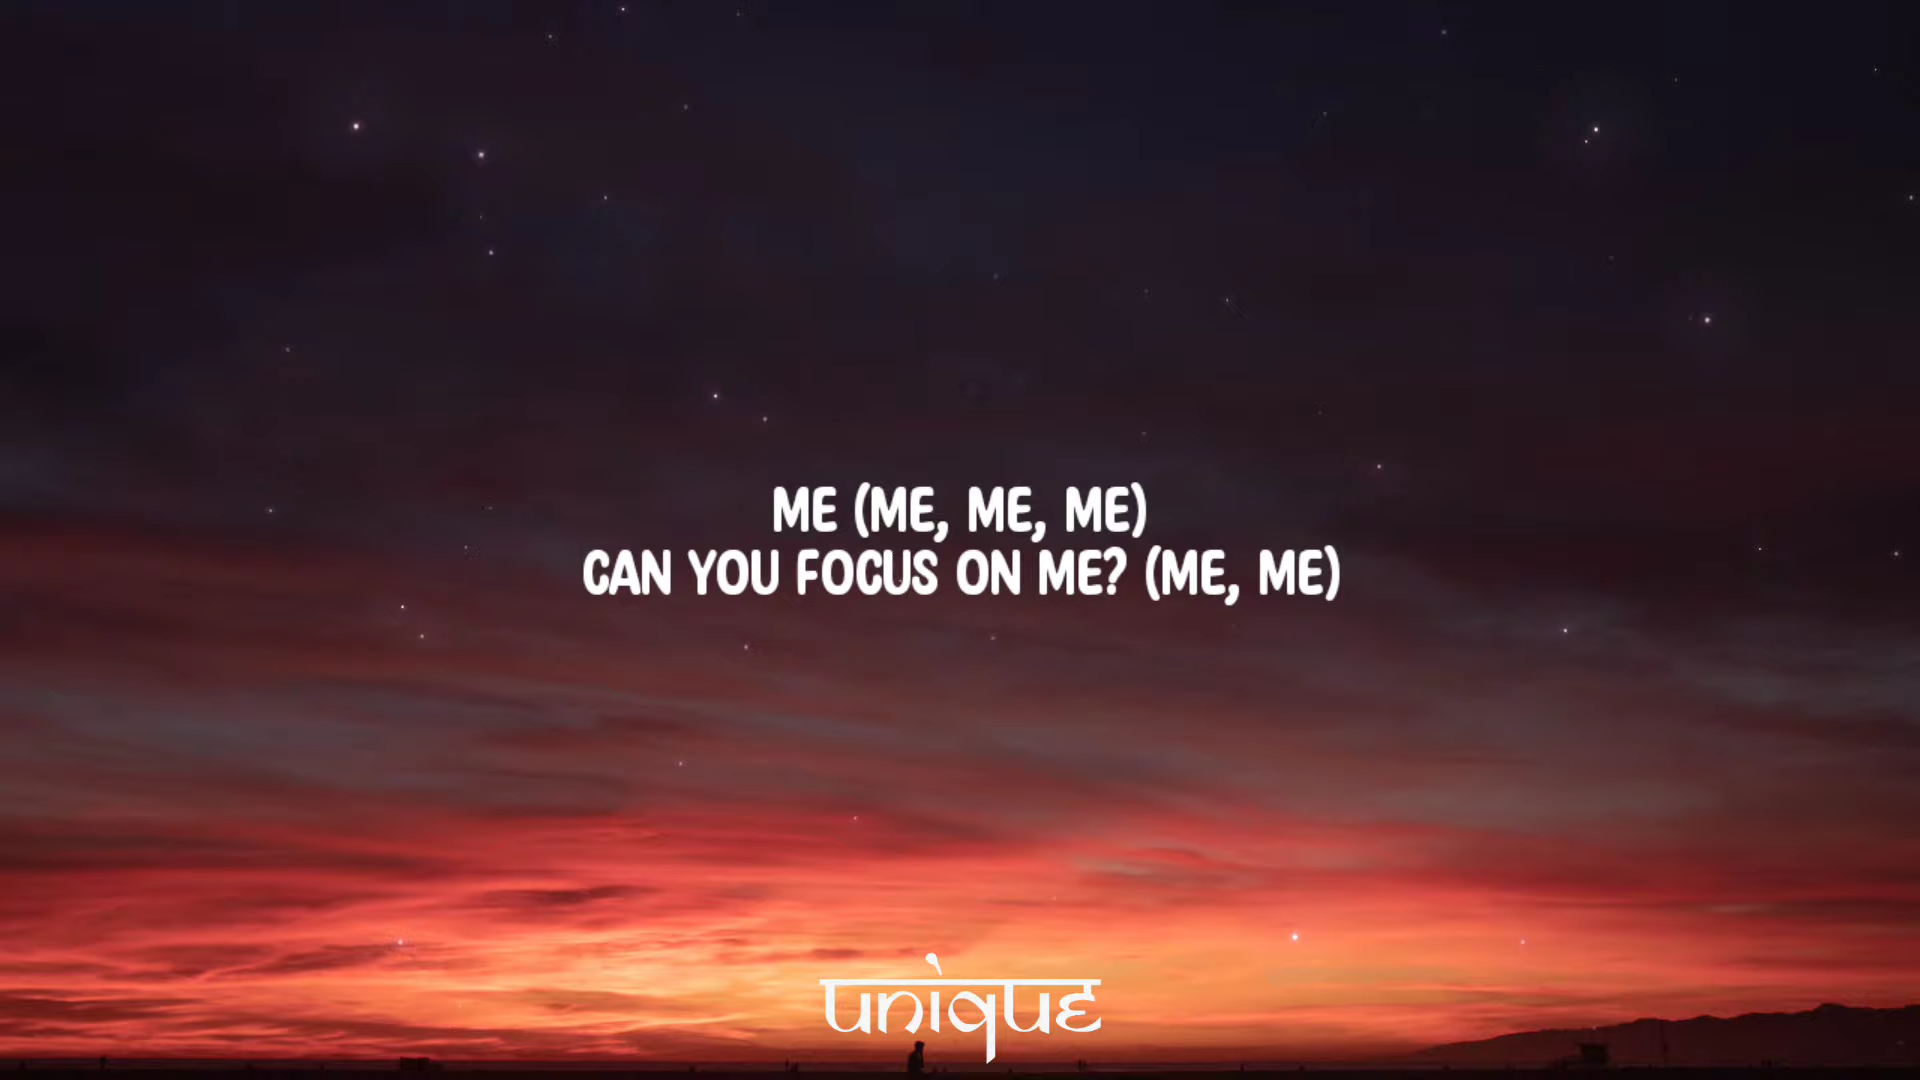 ME (ME, ME, ME)
CAN YOU FOCUS ON ME? (ME, ME)
unique